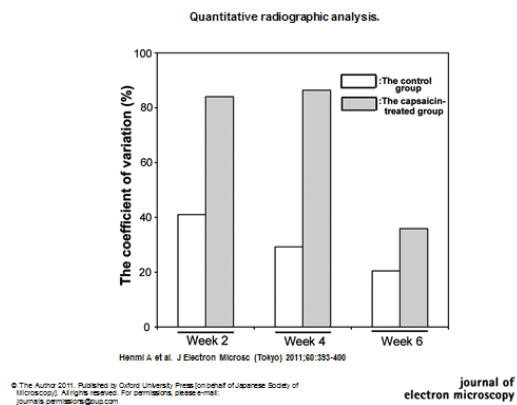 Quantitative radiographic analysis.
100
80
60
40
20
0
The coefficient of variation (%)
:The control
group
:The capsaicin-
treated group
Week 2 Week 4 Week 6
Henmi A et al. J Electron Microsc (Tokyo) 2011;60:393-400
© The Author 2011. Published by Oxford University Press [on behalf of Japanese Society of
Microscopy]. All rights reserved. For permissions, please e-mail:
journals.permissions@oup.com
journal of
electron microscopy